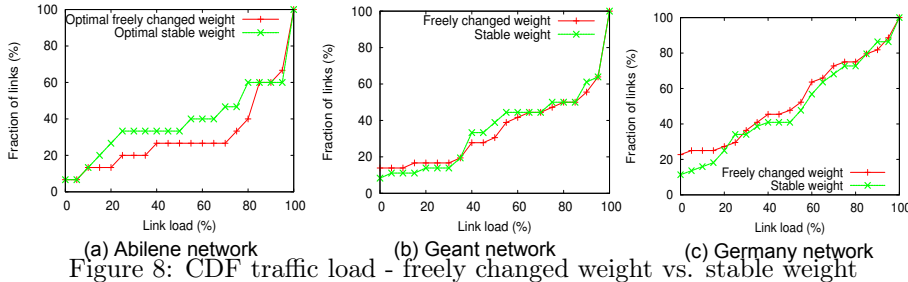 Optimal freely changed weight
Optimal stable weight
Fraction of links (%)
100
80
60
40
20
0
0 20 40 60 80 100
Link load (%)
(a) Abilene network
Freely changed weight
Stable weight
Fraction of links (%)
100
80
60
40
20
0
0 20 40 60 80 100
Link load (%)
(b) Geant network
Fraction of links (%)
100
80
60
40
20
0
Freely changed weight
Stable weight
0 20 40 60 80 100
Link load (%)
(c) Germany network
Figure 8: CDF traffic load - freely changed weight vs. stable weight